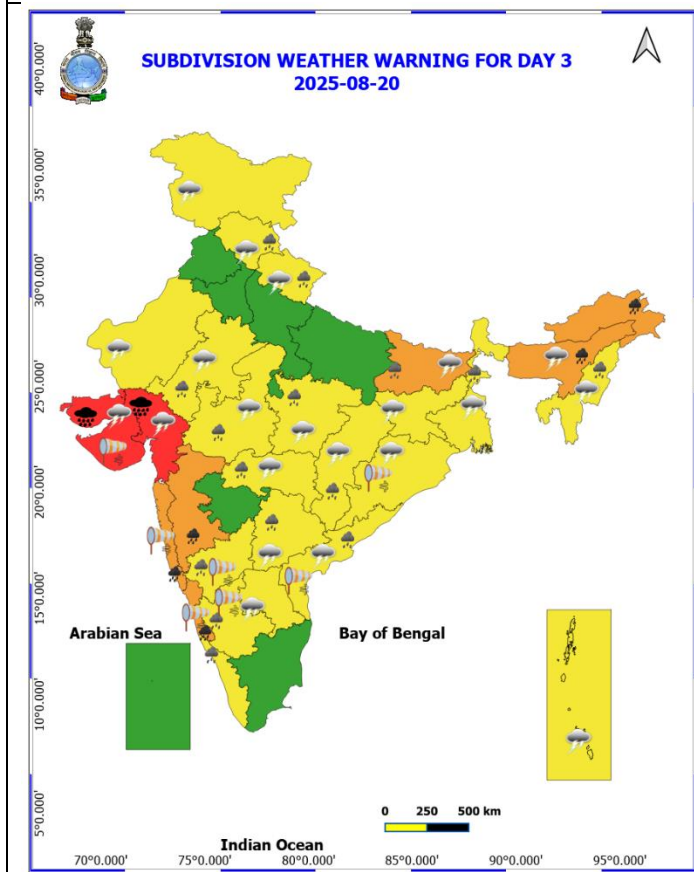 SUBDIVISION WEATHER WARNING FOR DAY 3
2025-08-20
40°0.000'
35°0.000'
30°0.000'
25°0.000'
20°0.000'
15°0.000'
10°0.000'
5°0.000'
Arabian Sea
Bay of Bengal
0 250 500 km
Indian Ocean
70°0.000' 75°0.000' 80°0.000' 85°0.000' 90°0.000' 95°0.000'